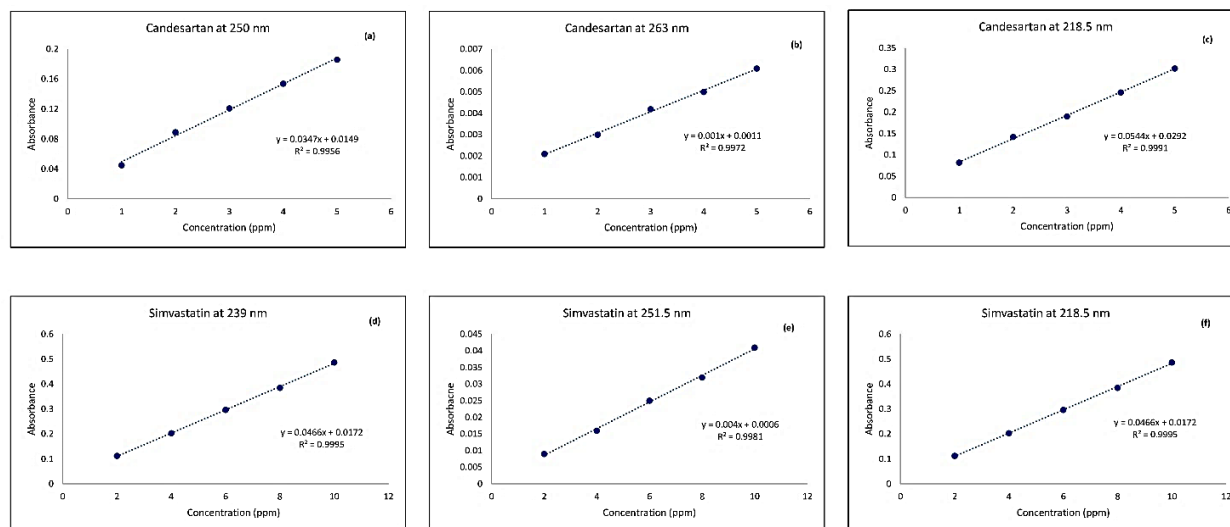 Candesartan at 250 nm
(a)
0.2
0.16
0.12
0.08
0.04
0
Absorbance
y = 0.0347x + 0.0149
R² = 0.9956
0 1 2 3 4 5 6
Concentration (ppm)
Candesartan at 263 nm
(b)
0.007
0.006
0.005
0.004
0.003
0.002
0.001
0
Absorbance
y = 0.001x + 0.0011
R² = 0.9972
0 1 2 3 4 5 6
Concentration (ppm)
Candesartan at 218.5 nm
(c)
0.35
0.3
0.25
0.2
0.15
0.1
0.05
0
Absorbance
y = 0.0544x + 0.0292
R² = 0.9991
0 1 2 3 4 5 6
Concentration (ppm)
Simvastatin at 239 nm
(d)
0.6
0.5
0.4
0.3
0.2
0.1
0
Absorbance
y = 0.0466x + 0.0172
R² = 0.9995
0 2 4 6 8 10 12
Concentration (ppm)
Simvastatin at 251.5 nm
(e)
0.045
0.04
0.035
0.03
0.025
0.02
0.015
0.01
0.005
0
Absorbacne
y = 0.004x + 0.0006
R² = 0.9981
0 2 4 6 8 10 12
Concentration (ppm)
Simvastatin at 218.5 nm
(f)
0.6
0.5
0.4
0.3
0.2
0.1
0
Absorbance
y = 0.0466x + 0.0172
R² = 0.9995
0 2 4 6 8 10 12
Concentration (ppm)